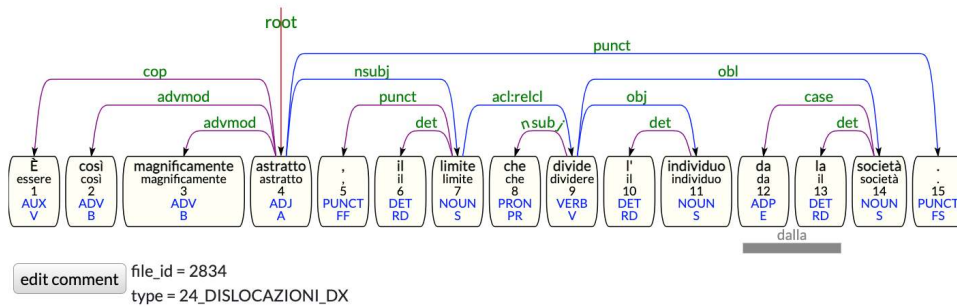 root
punct
cop nsubj obl
advmod punct acl:relcl obj case
advmod det nsubj det det
È così magnificamente astratto , il limite che divide l' individuo da la società .
essere così magnificamente astratto , il limite che dividere il individuo da il società .
1 2 3 4 5 6 7 8 9 10 11 12 13 14 15
AUX ADV ADV ADJ PUNCT DET NOUN PRON VERB DET NOUN ADP DET NOUN PUNCT
V B B A FF RD S PR V RD S E RD S FS
dalla
edit comment file_id = 2834
type = 24_DISLOCAZIONI_DX